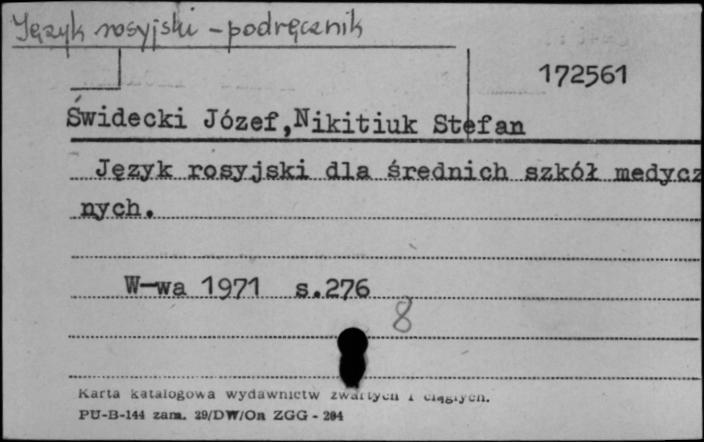 Język rosyjski - podręcznik
172561
Świdecki Józef,Nikitiuk Stefan
Język rosyjski dla średnich szkół medycz
nych.
W-wa 1971 s.276
8
Karta katalogowa wydawnictw zwartych i ciągłych.
PU-B-144 zam. 29/DW/On ZGG - 294